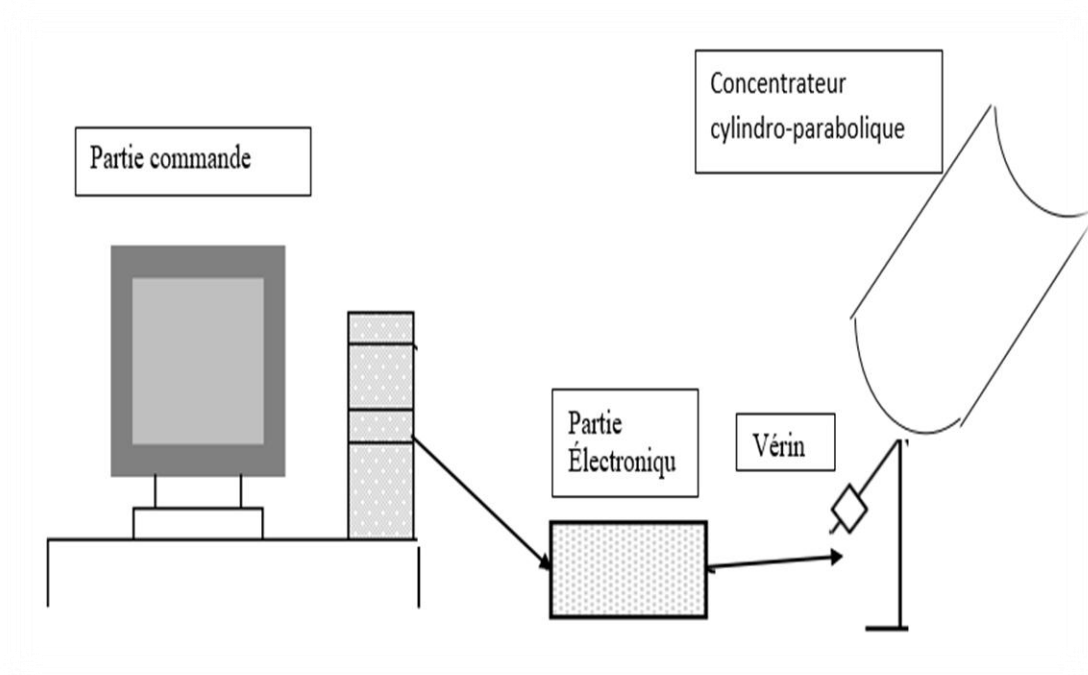 Concentrateur
cylindro-parabolique
Partie commande
Partie
Électroniqu
Vérin